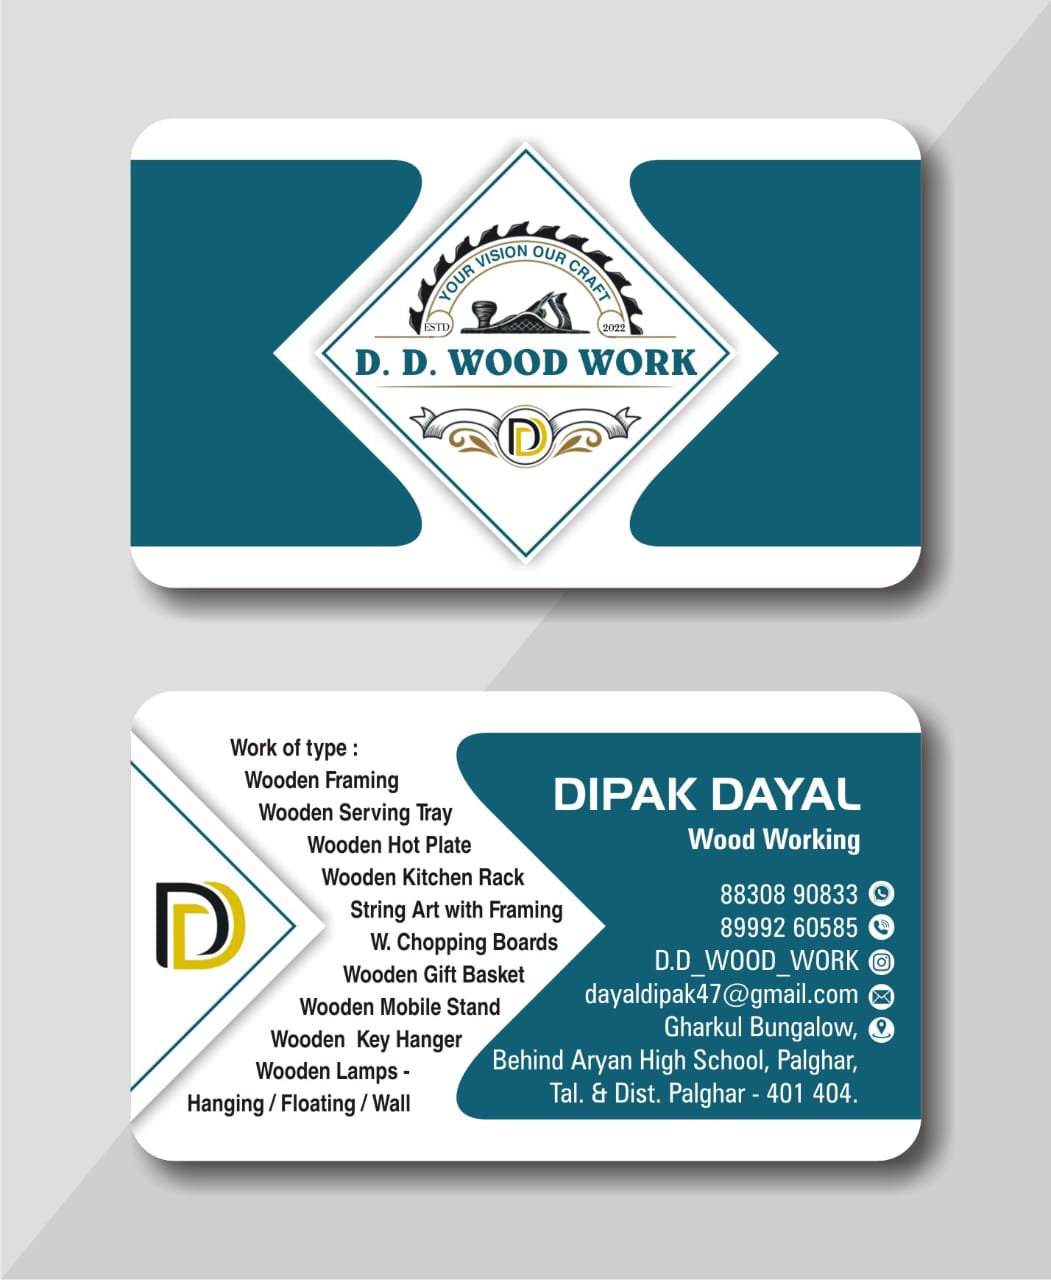 YOUR VISION OUR CRAFT
ESTD 2022
D. D. WOOD WORK
DD
Work of type :
Wooden Framing
Wooden Serving Tray
Wooden Hot Plate
Wooden Kitchen Rack
String Art with Framing
W. Chopping Boards
Wooden Gift Basket
Wooden Mobile Stand
Wooden Key Hanger
Wooden Lamps -
Hanging / Floating / Wall
DD
DIPAK DAYAL
Wood Working
88308 90833
89992 60585
D.D_WOOD_WORK
dayaldipak47@gmail.com
Gharkul Bungalow,
Behind Aryan High School, Palghar,
Tal. & Dist. Palghar - 401 404.